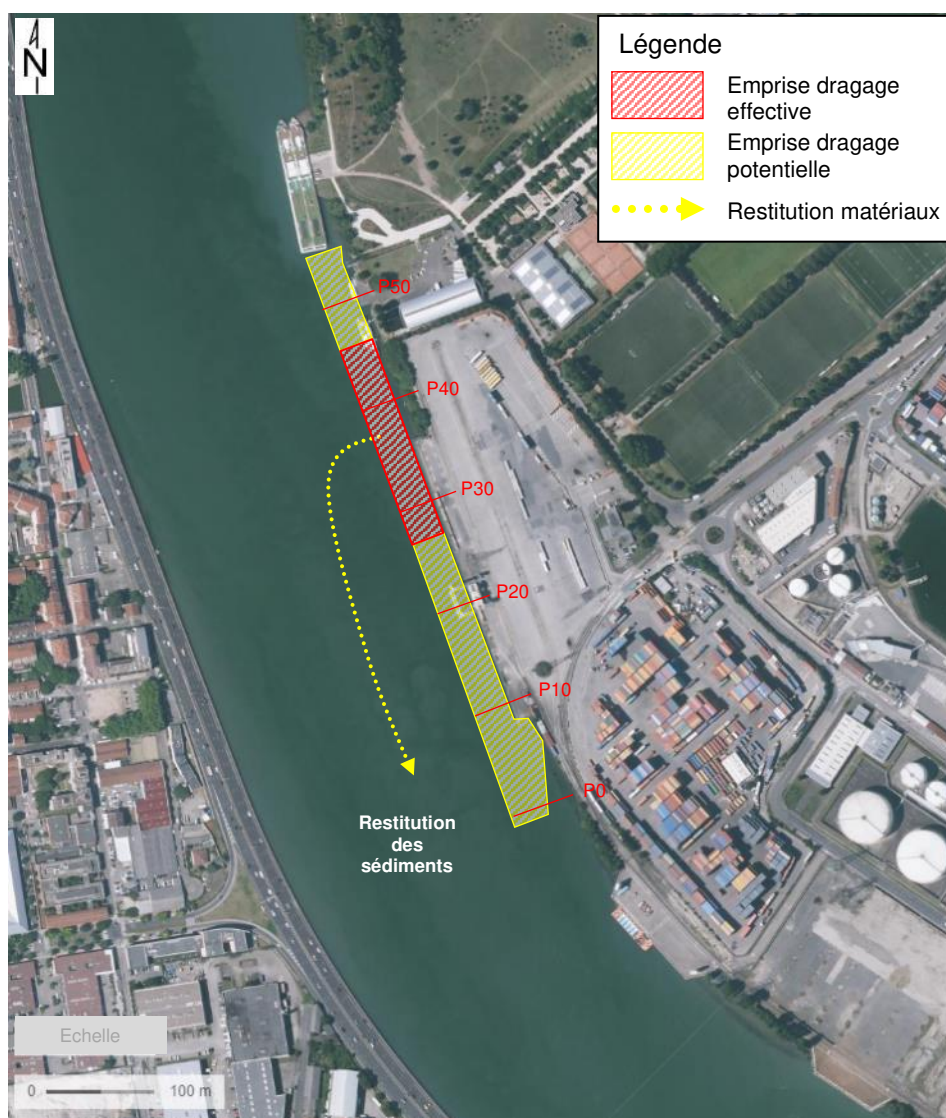 N
Légende
Emprise dragage
effective
Emprise dragage
potentielle
Restitution matériaux
P50
P40
P30
P20
P10
P0
Restitution
des
sédiments
Echelle
0 100 m